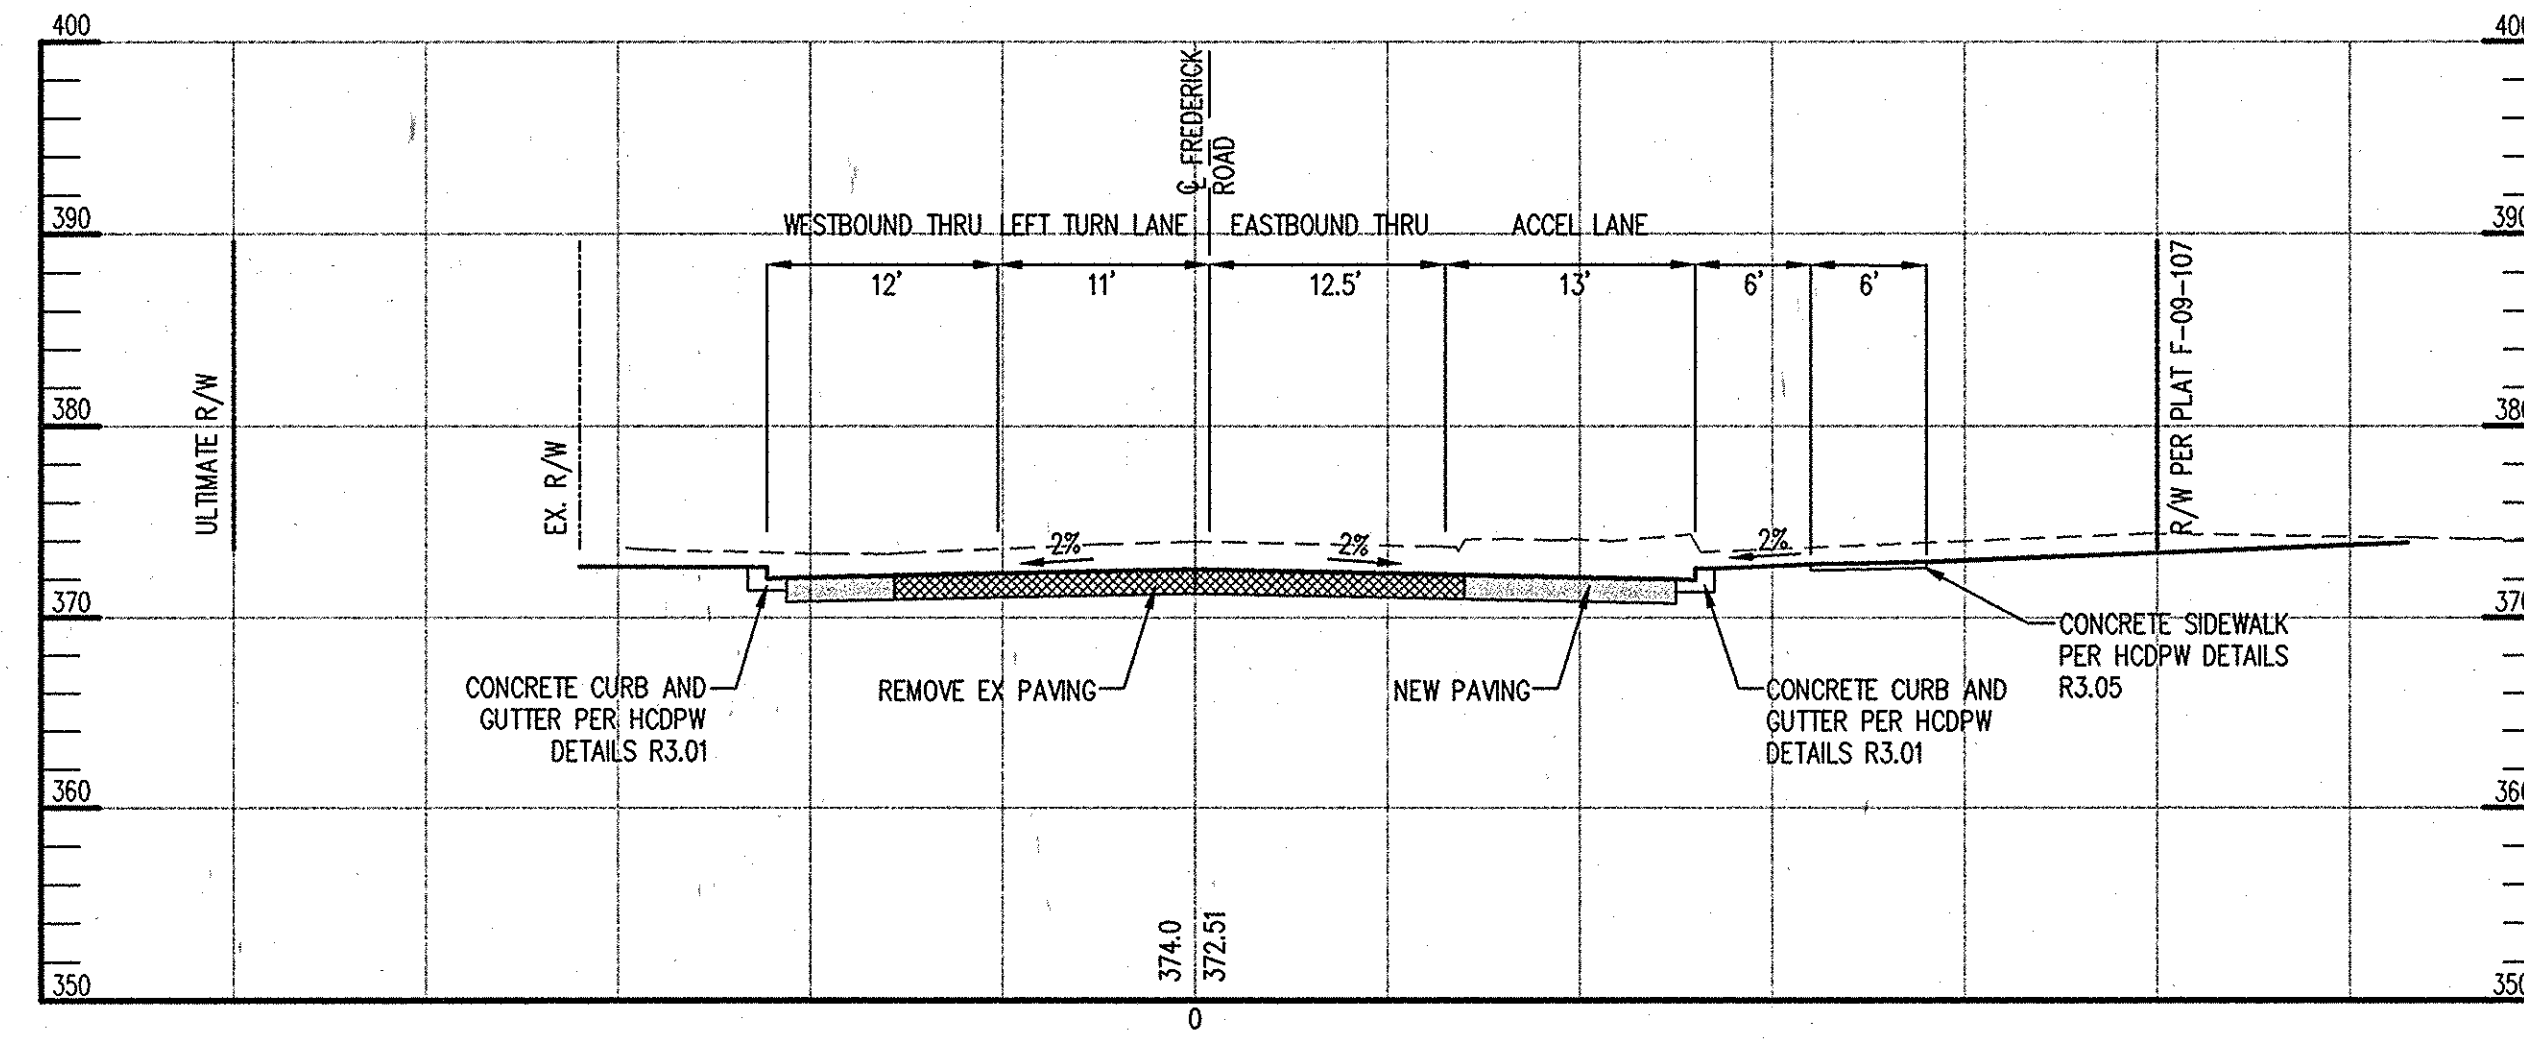 400
400
℄ FREDERICK
ROAD
390
390
WESTBOUND THRU LEFT TURN LANE EASTBOUND THRU ACCEL LANE
12' 11' 12.5' 13' 6' 6'
R/W PER PLAT F-09-107
ULTIMATE R/W
EX. R/W
380
380
2% 2% 2%
370
370
CONCRETE SIDEWALK
PER HCDPW DETAILS
R3.05
CONCRETE CURB AND
GUTTER PER HCDPW
DETAILS R3.01
REMOVE EX PAVING
NEW PAVING
CONCRETE CURB AND
GUTTER PER HCDPW
DETAILS R3.01
360
360
374.0
372.51
350
350
0